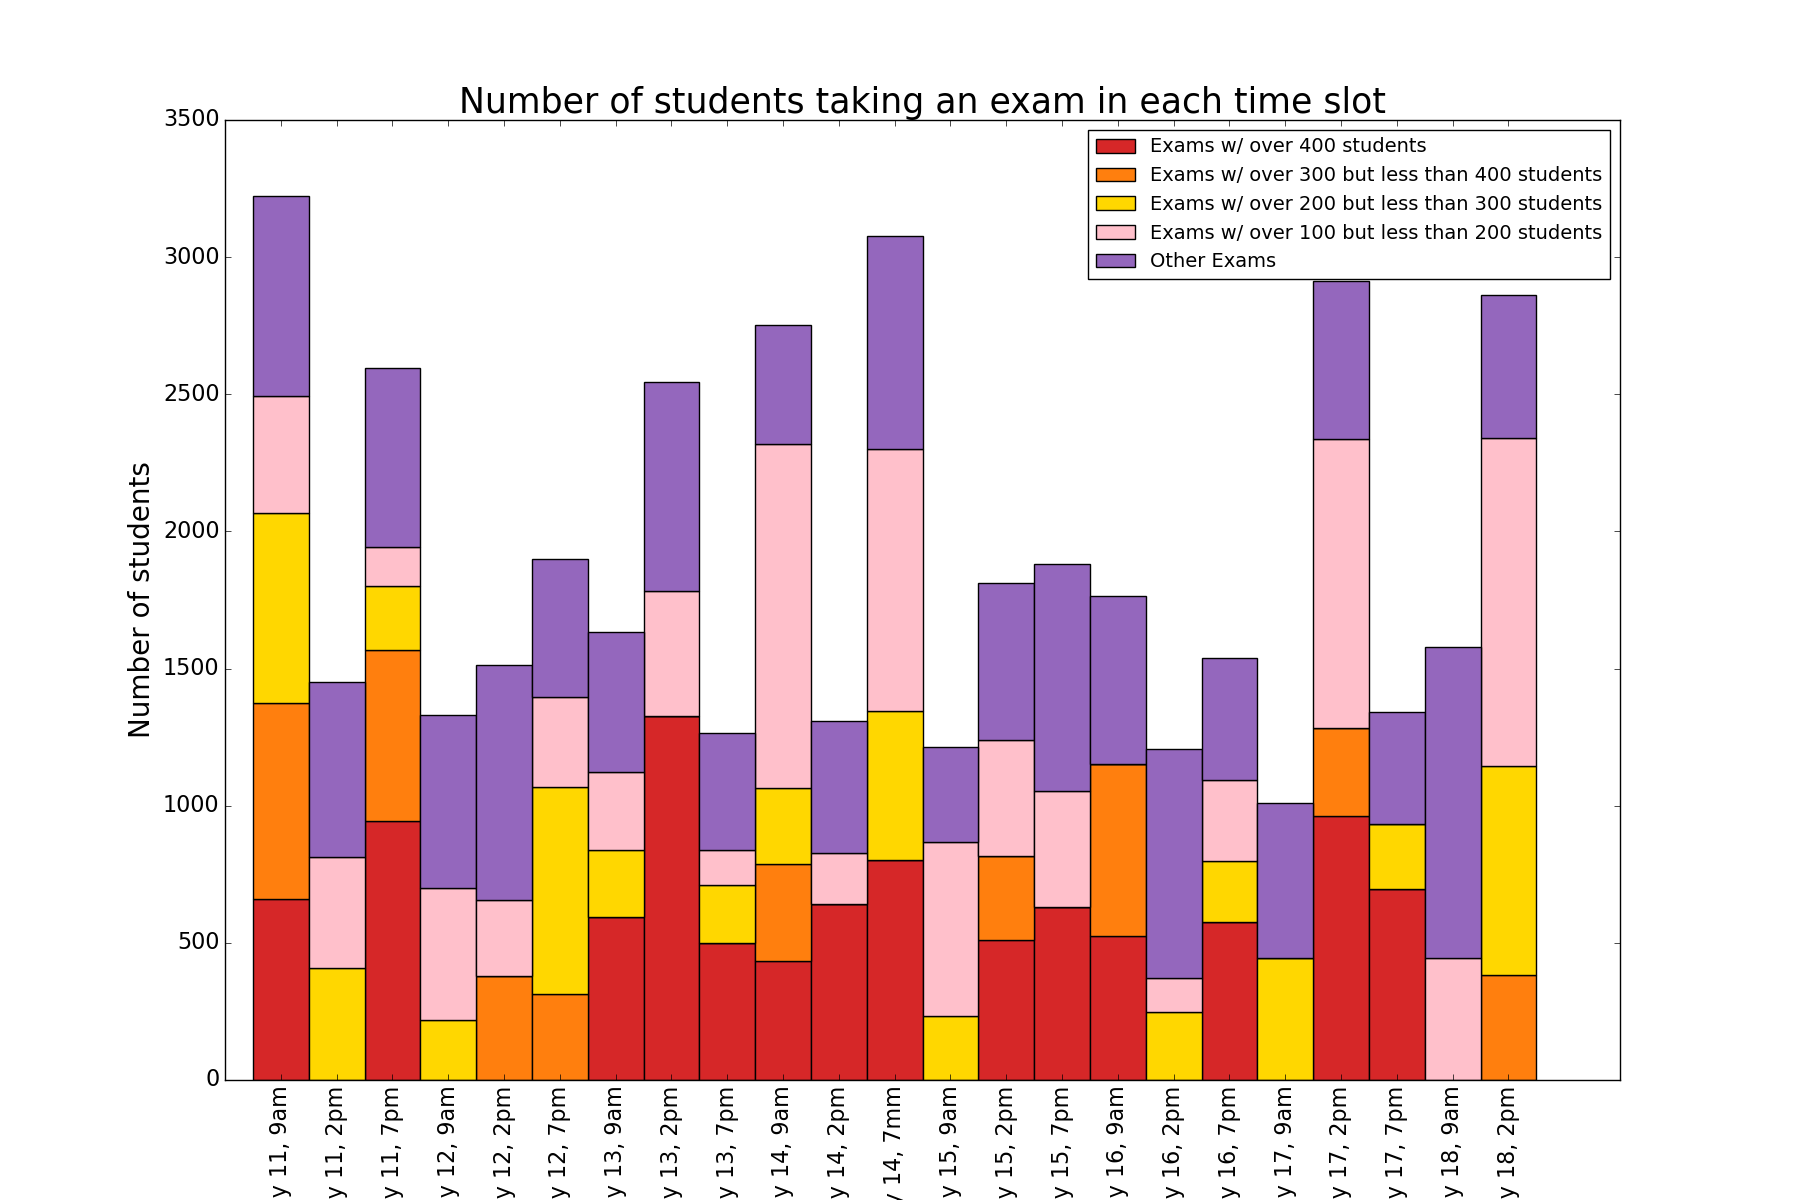 Number of students taking an exam in each time slot
Exams w/ over 400 students
Exams w/ over 300 but less than 400 students
Exams w/ over 200 but less than 300 students
Exams w/ over 100 but less than 200 students
Other Exams
Number of students
3500
3000
2500
2000
1500
1000
500
0
y 11, 9am
y 11, 2pm
y 11, 7pm
y 12, 9am
y 12, 2pm
y 12, 7pm
y 13, 9am
y 13, 2pm
y 13, 7pm
y 14, 9am
y 14, 2pm
y 14, 7mm
y 15, 9am
y 15, 2pm
y 15, 7pm
y 16, 9am
y 16, 2pm
y 16, 7pm
y 17, 9am
y 17, 2pm
y 17, 7pm
y 18, 9am
y 18, 2pm